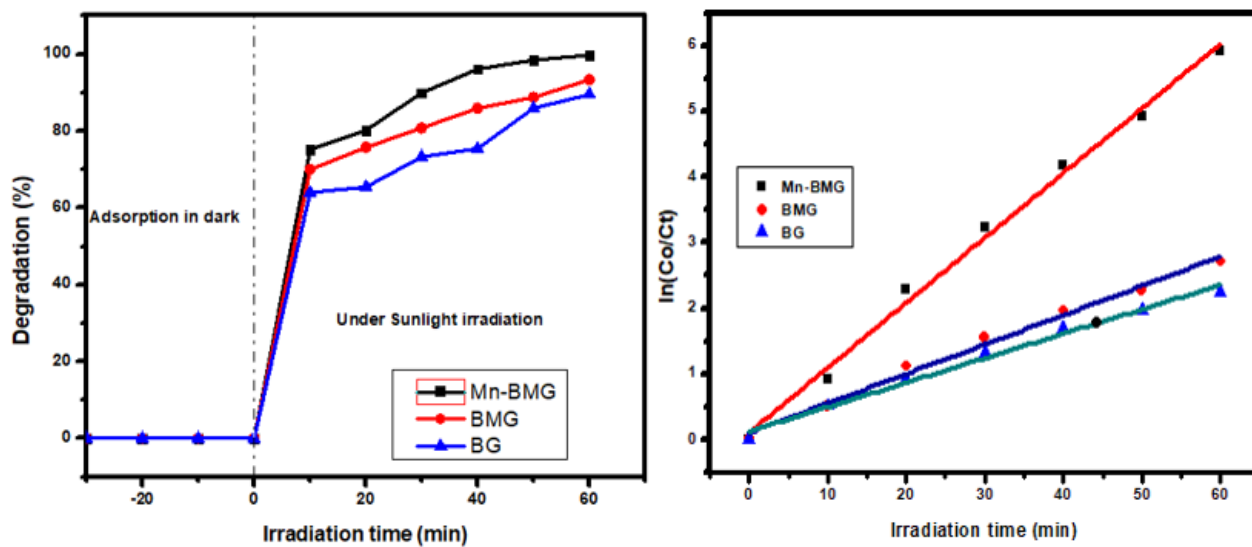 Degradation (%)
100
80
60
40
20
0
Adsorption in dark
Under Sunlight irradiation
Mn-BMG
BMG
BG
-20
0
20
40
60
Irradiation time (min)
ln(Co/Ct)
6
5
4
3
2
1
0
Mn-BMG
BMG
BG
0
10
20
30
40
50
60
Irradiation time (min)